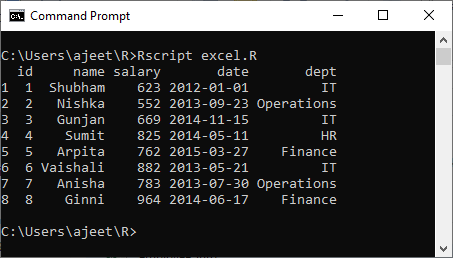 Command Prompt
C:\Users\ajeet\R>Rscript excel.R
  id     name salary       date       dept
1  1  Shubham    623 2012-01-01         IT
2  2   Nishka    552 2013-09-23 Operations
3  3   Gunjan    669 2014-11-15         IT
4  4    Sumit    825 2014-05-11         HR
5  5   Arpita    762 2015-03-27    Finance
6  6 Vaishali    882 2013-05-21         IT
7  7   Anisha    783 2013-07-30 Operations
8  8    Ginni    964 2014-06-17    Finance
C:\Users\ajeet\R>